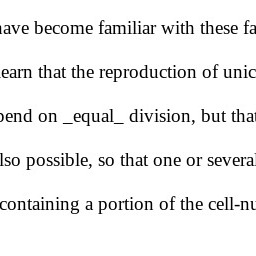 have become familiar with these fa
earn that the reproduction of unic
pend on _equal_ division, but that
lso possible, so that one or several
containing a portion of the cell-nu